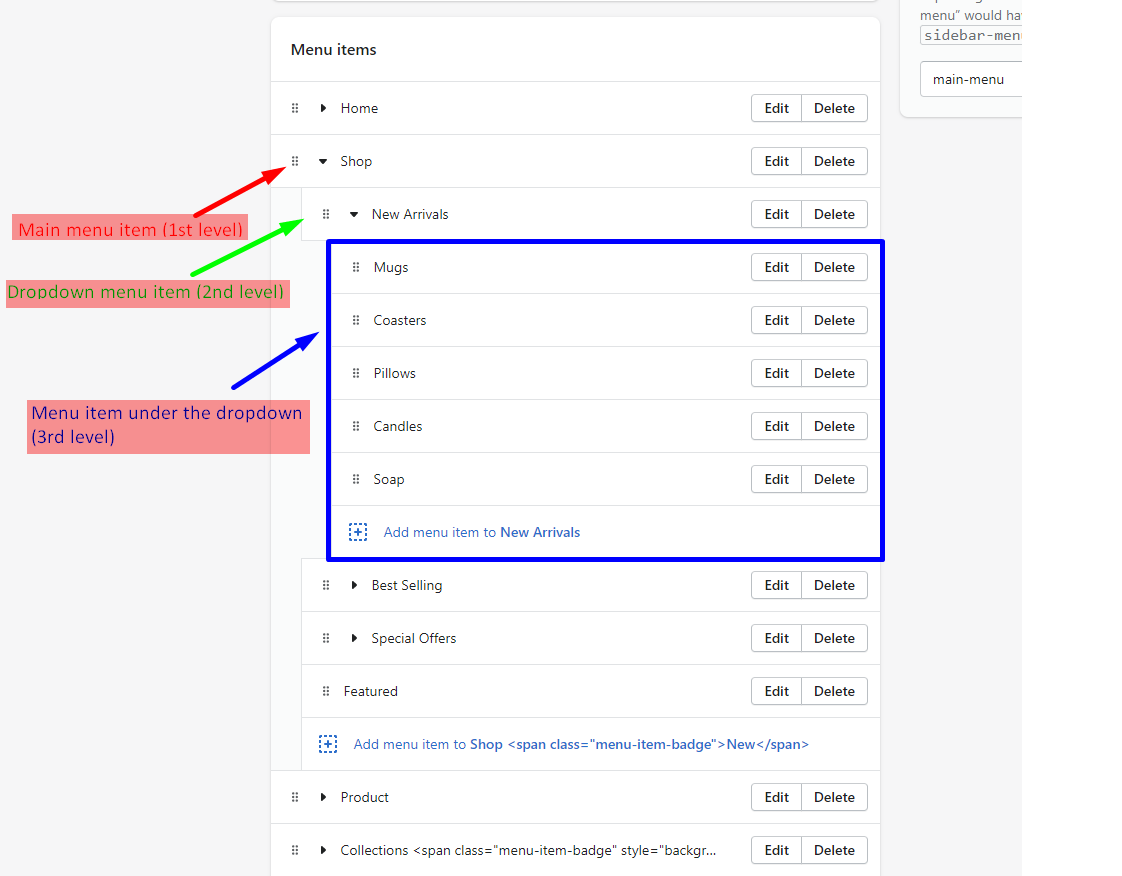 menu” would hav
sidebar-menu
main-menu
Menu items
Home Edit Delete
Shop Edit Delete
New Arrivals Edit Delete
Main menu item (1st level)
Mugs Edit Delete
Dropdown menu item (2nd level)
Coasters Edit Delete
Pillows Edit Delete
Menu item under the dropdown
(3rd level)
Candles Edit Delete
Soap Edit Delete
Add menu item to New Arrivals
Best Selling Edit Delete
Special Offers Edit Delete
Featured Edit Delete
Add menu item to Shop <span class="menu-item-badge">New</span>
Product Edit Delete
Collections <span class="menu-item-badge" style="backgr... Edit Delete